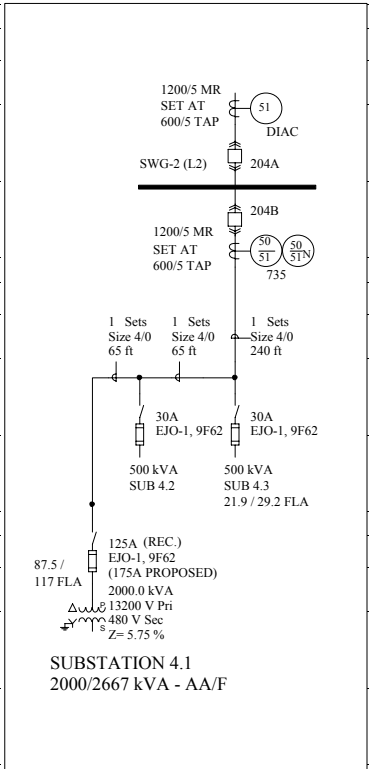 1200/5 MR
SET AT
600/5 TAP
51
DIAC
SWG-2 (L2)
204A
204B
1200/5 MR
SET AT
600/5 TAP
50
51
50
51
N
735
1 Sets
Size 4/0
65 ft
1 Sets
Size 4/0
65 ft
1 Sets
Size 4/0
240 ft
30A
EJO-1, 9F62
30A
EJO-1, 9F62
500 kVA
SUB 4.2
500 kVA
SUB 4.3
21.9 / 29.2 FLA
87.5 /
117 FLA
125A (REC.)
EJO-1, 9F62
(175A PROPOSED)
2000.0 kVA
P 13200 V Pri
480 V Sec
S Z= 5.75 %
SUBSTATION 4.1
2000/2667 kVA - AA/F